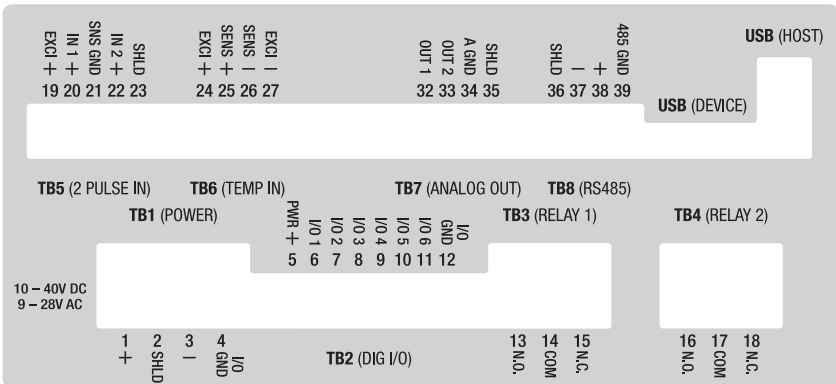 USB (HOST)
EXCI + IN 1 + SNS GND IN 2 + SHLD
19 20 21 22 23
EXCI + SENS + SENS – EXCI –
24 25 26 27
OUT 1 OUT 2 A GND SHLD
32 33 34 35
SHLD – + 485 GND
36 37 38 39
USB (DEVICE)
TB5 (2 PULSE IN) TB6 (TEMP IN) TB7 (ANALOG OUT) TB8 (RS485)
TB1 (POWER) TB3 (RELAY 1) TB4 (RELAY 2)
PWR + I/O 1 I/O 2 I/O 3 I/O 4 I/O 5 I/O 6 I/O GND
5 6 7 8 9 10 11 12
10 – 40V DC
9 – 28V AC
1 2 3 4
+ SHLD – I/O GND
TB2 (DIG I/O)
13 14 15
N.O. COM N.C.
16 17 18
N.O. COM N.C.